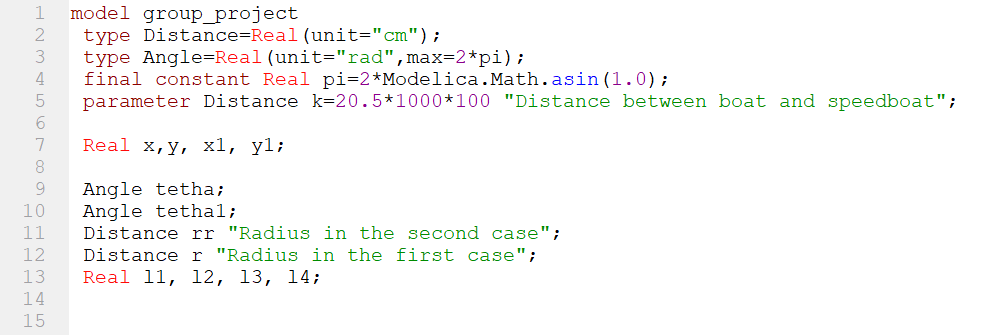 1 model group_project
2 type Distance=Real(unit="cm");
3 type Angle=Real(unit="rad",max=2*pi);
4 final constant Real pi=2*Modelica.Math.asin(1.0);
5 parameter Distance k=20.5*1000*100 "Distance between boat and speedboat";
6
7 Real x,y, x1, y1;
8
9 Angle tetha;
10 Angle tetha1;
11 Distance rr "Radius in the second case";
12 Distance r "Radius in the first case";
13 Real l1, l2, l3, l4;
14
15